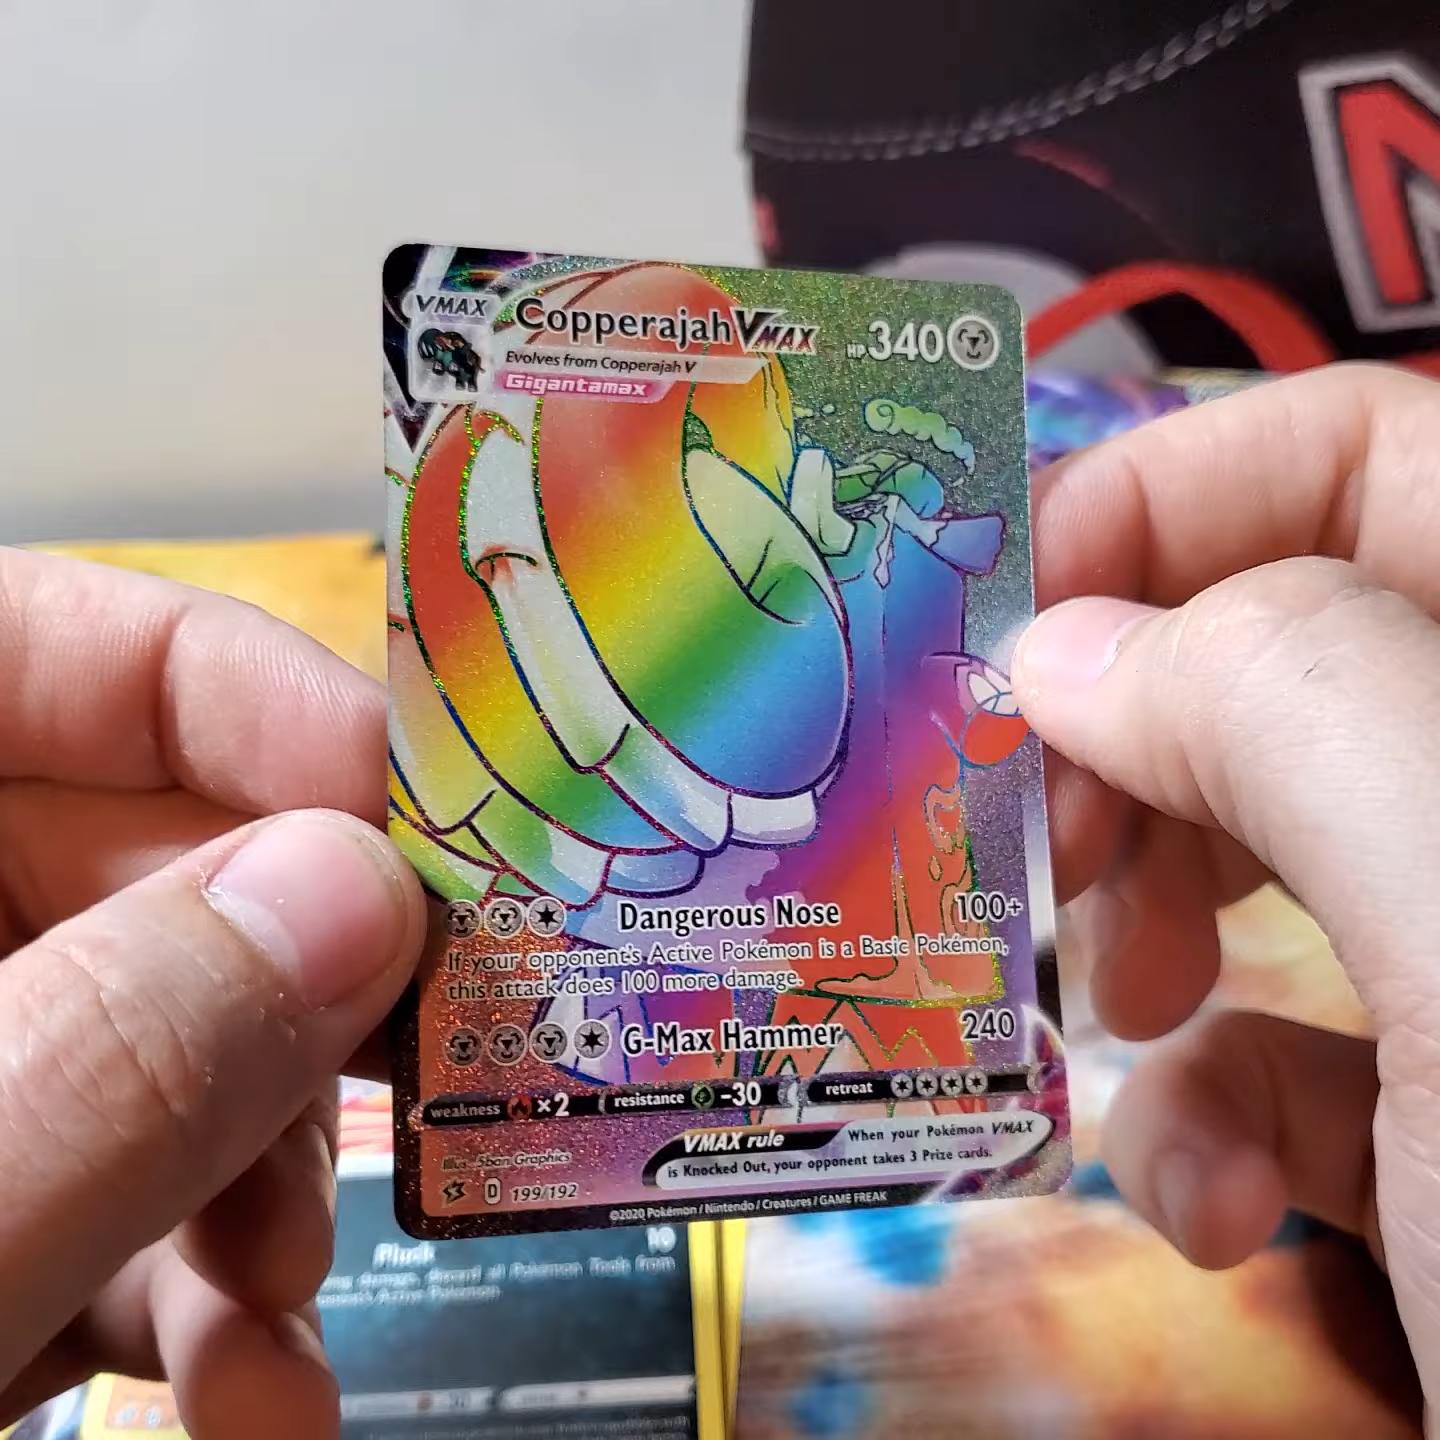 VMAX
Copperajah VMAX
HP 340
Evolves from Copperajah V
Gigantamax
Dangerous Nose 100+
If your opponent's Active Pokémon is a Basic Pokémon,
this attack does 100 more damage.
G-Max Hammer 240
weakness ×2 resistance -30 retreat
VMAX rule When your Pokémon VMAX
is Knocked Out, your opponent takes 3 Prize cards.
Illus. 5ban Graphics
D 199/192
©2020 Pokémon / Nintendo / Creatures / GAME FREAK
N
10